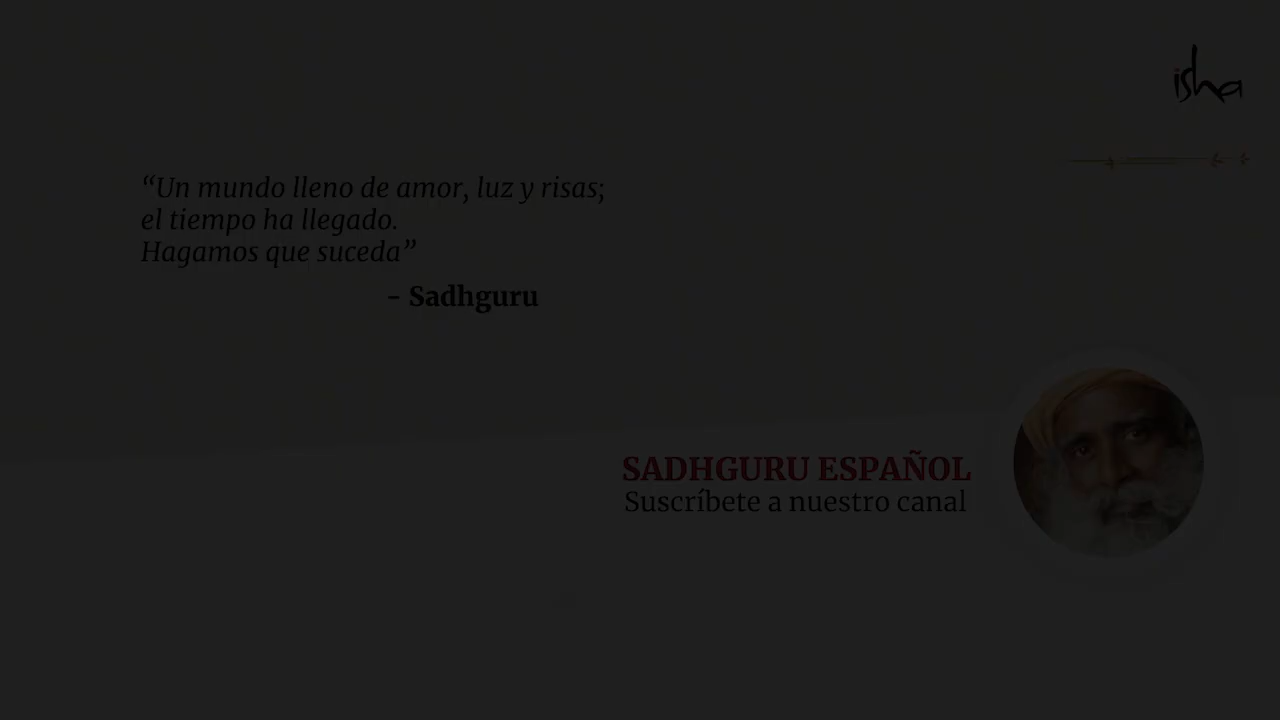 isha
“Un mundo lleno de amor, luz y risas;
el tiempo ha llegado.
Hagamos que suceda”
- Sadhguru
SADHGURU ESPAÑOL
Suscríbete a nuestro canal